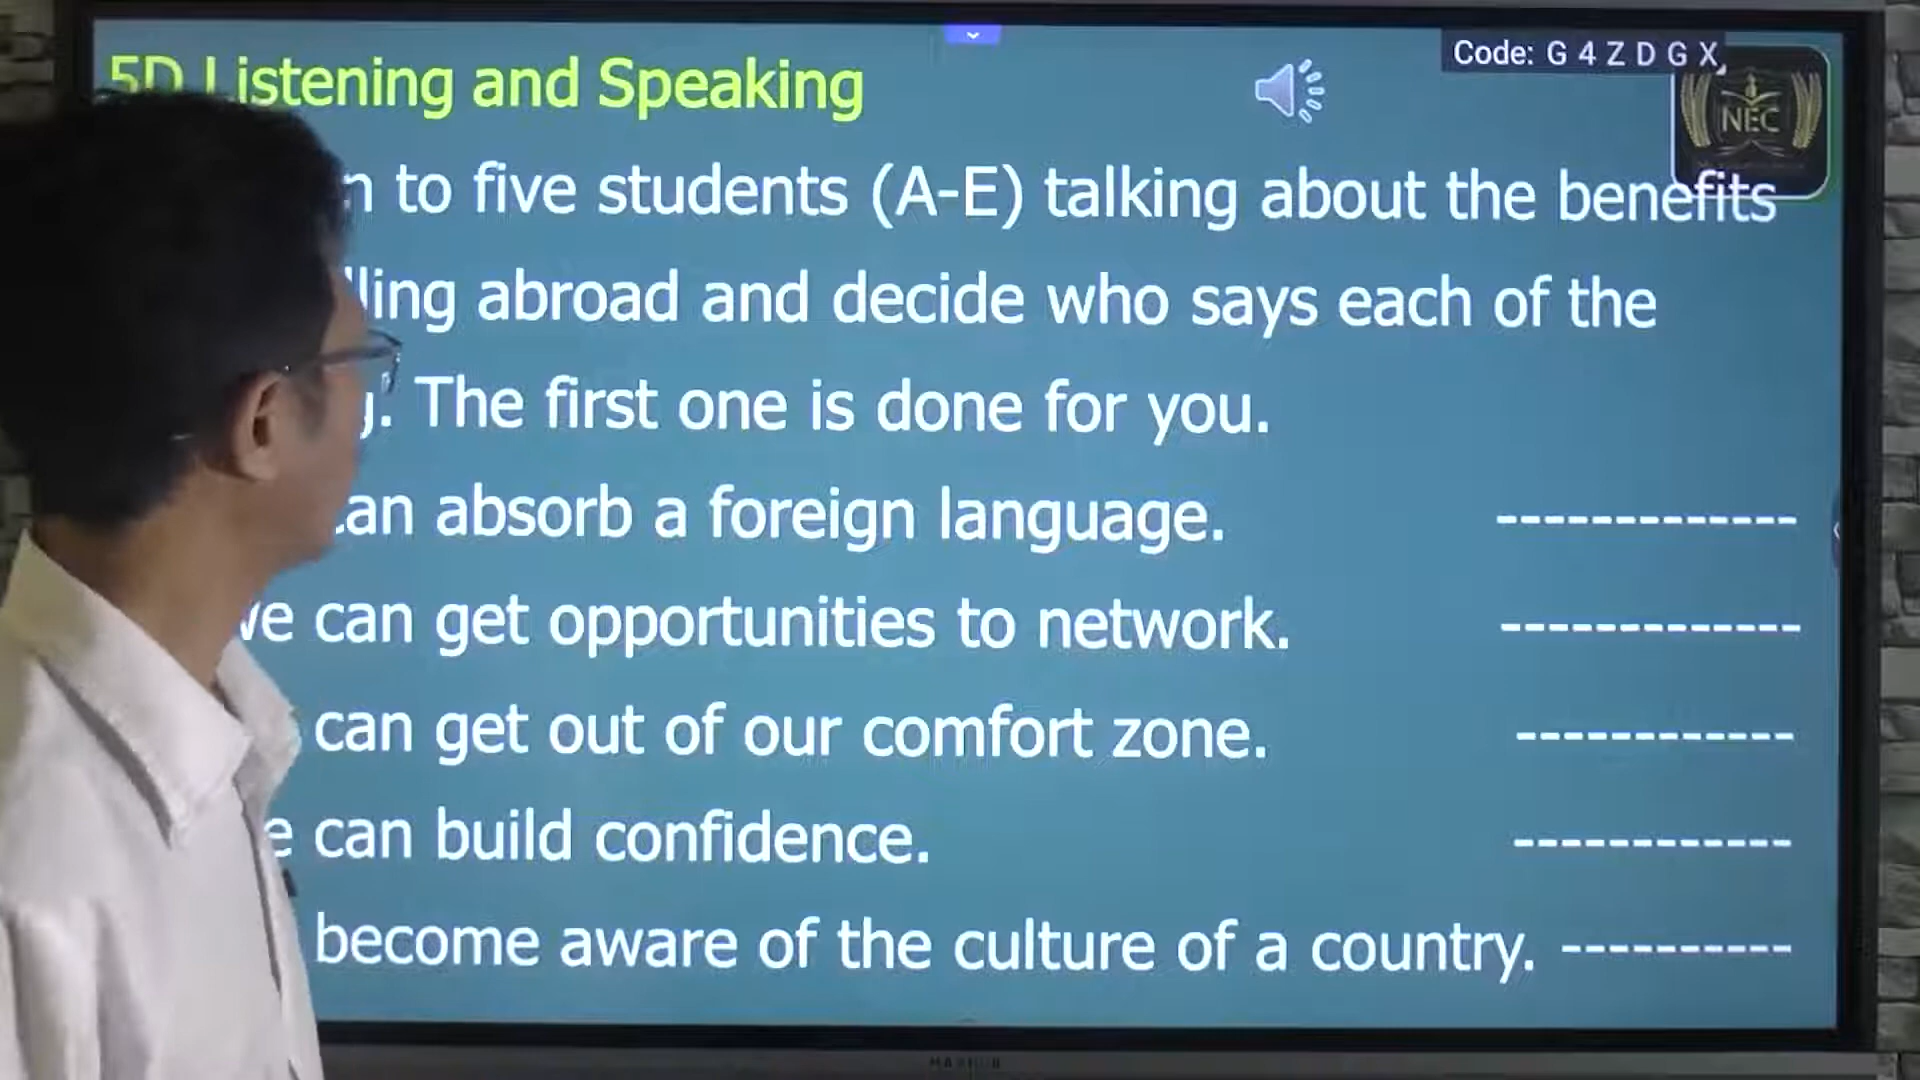 5D Listening and Speaking
Code: G 4 Z D G X
NEC
to five students (A-E) talking about the benefits
abroad and decide who says each of the
The first one is done for you.
can absorb a foreign language. -------------
we can get opportunities to network. -------------
can get out of our comfort zone. ------------
can build confidence. ------------
become aware of the culture of a country. ----------